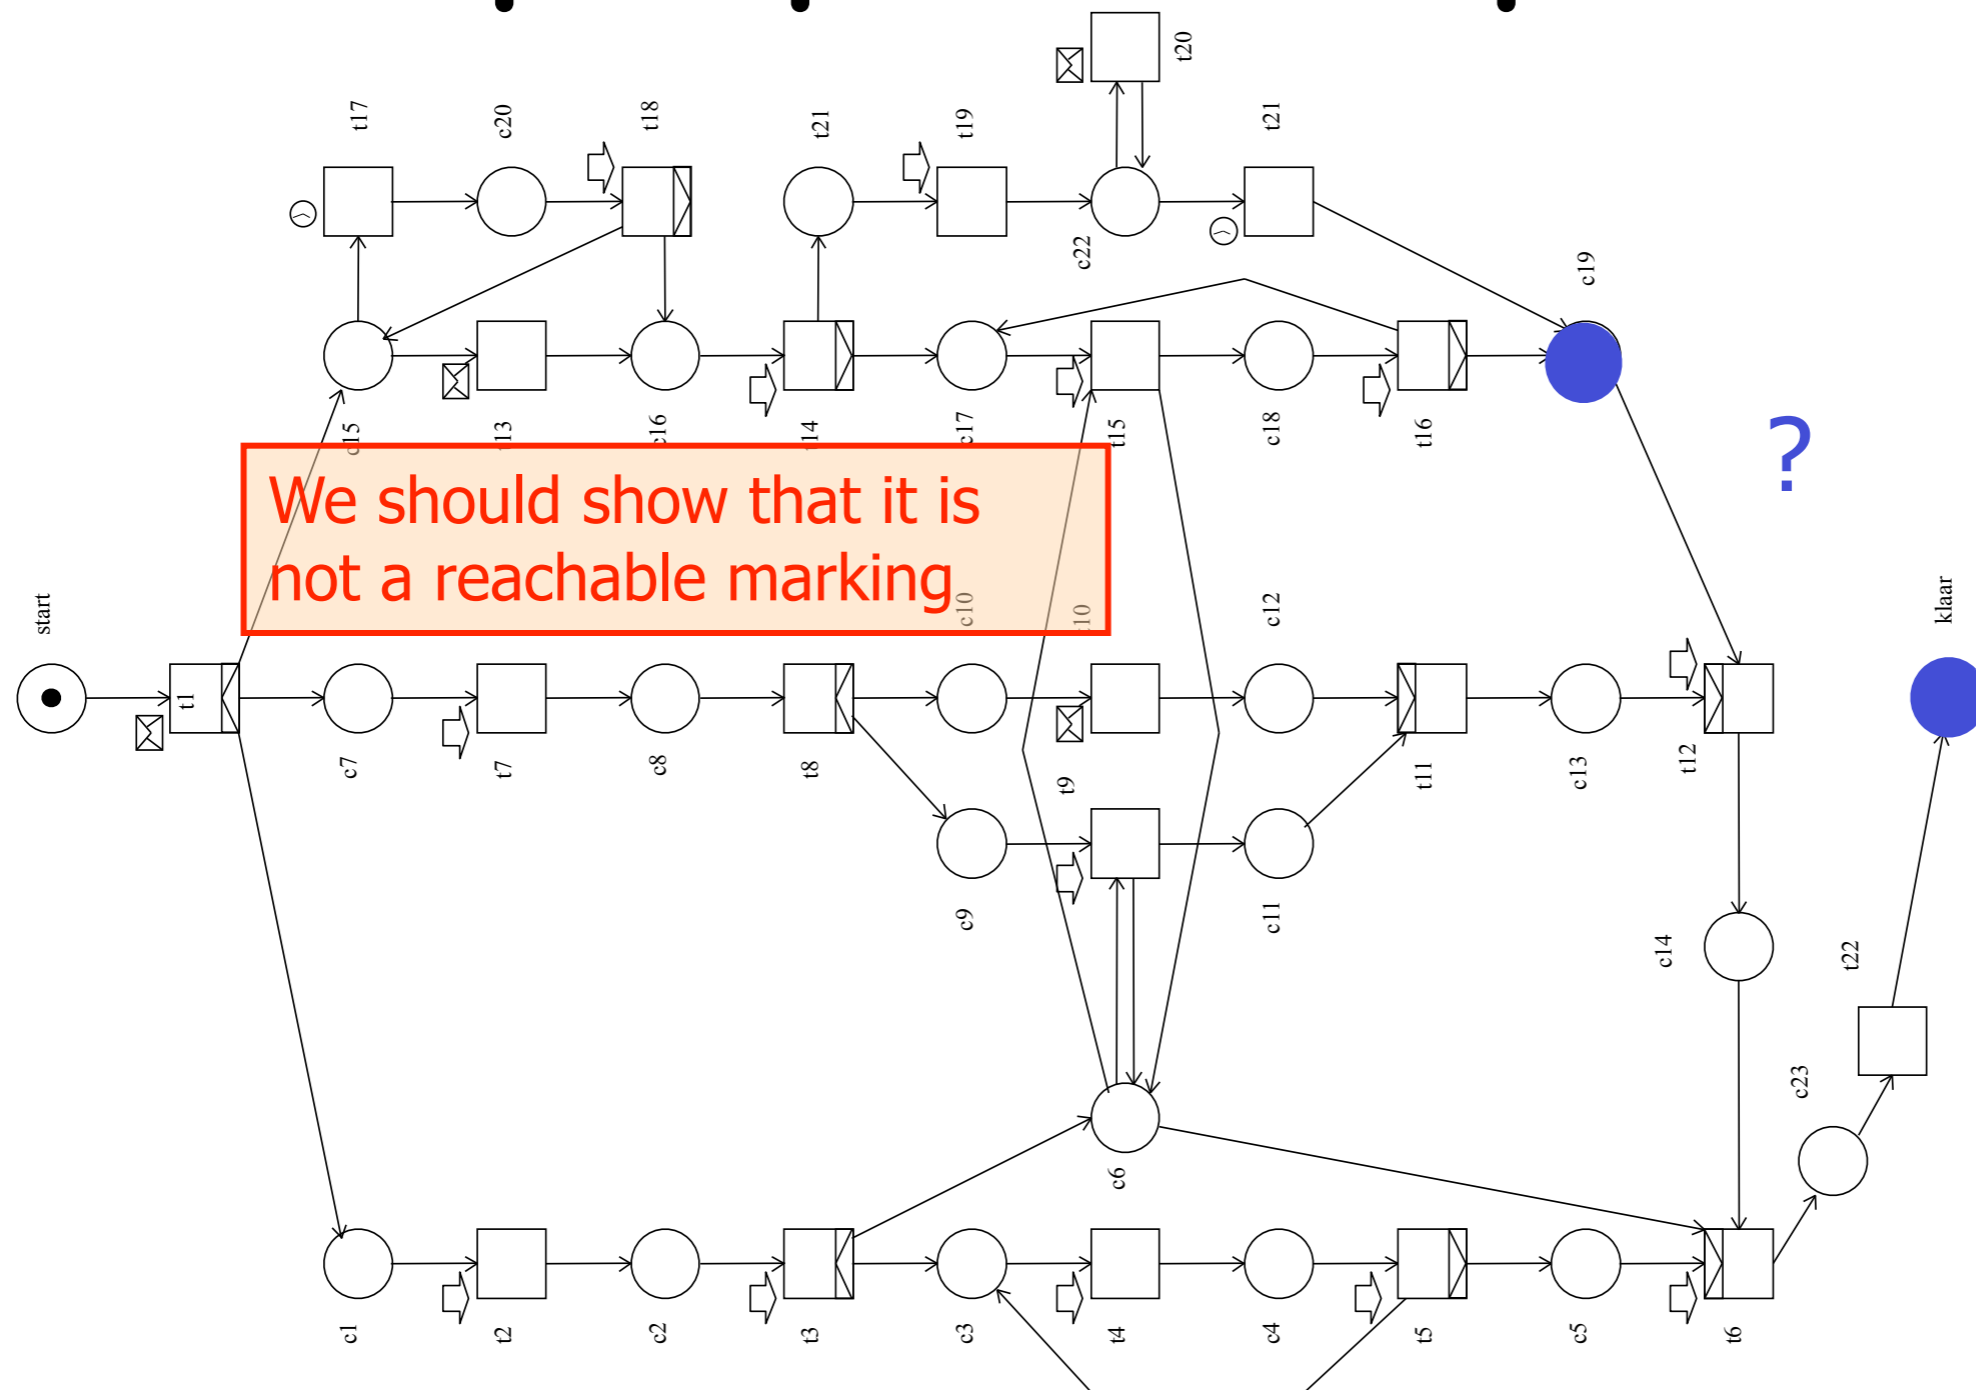 t20
t17
c20
t18
t21
t19
t21
c22
c19
c15
t13
c16
t14
c17
t15
c18
t16
?
We should show that it is
not a reachable marking
start
t1
c10
t10
c12
klaar
c7
t7
c8
t8
t9
t11
c13
t12
c9
c11
c14
t22
c23
c6
c1
t2
c2
t3
c3
t4
c4
t5
c5
t6